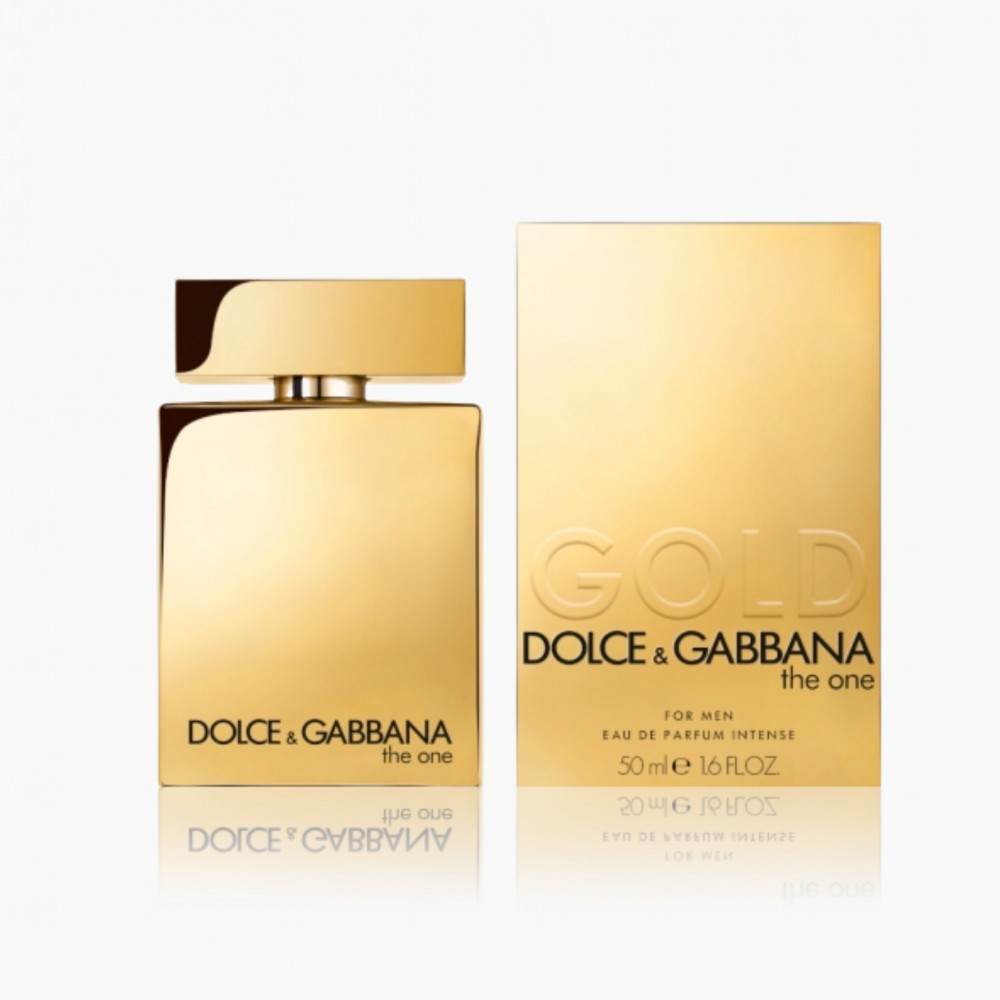 DOLCE & GABBANA
the one
GOLD
DOLCE & GABBANA
the one
FOR MEN
EAU DE PARFUM INTENSE
50 ml e 1.6 FL.OZ.